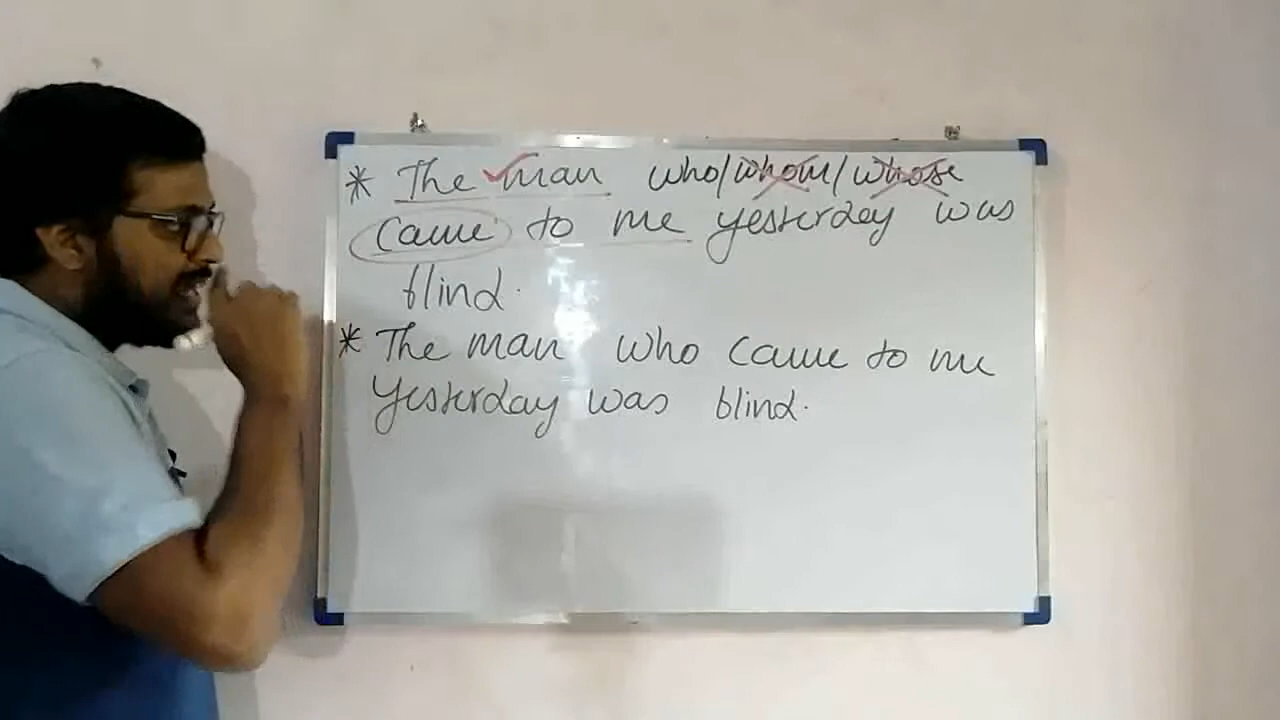 * The man who/whom/whose
came to me yesterday was
blind.
* The man who came to me
yesterday was blind.